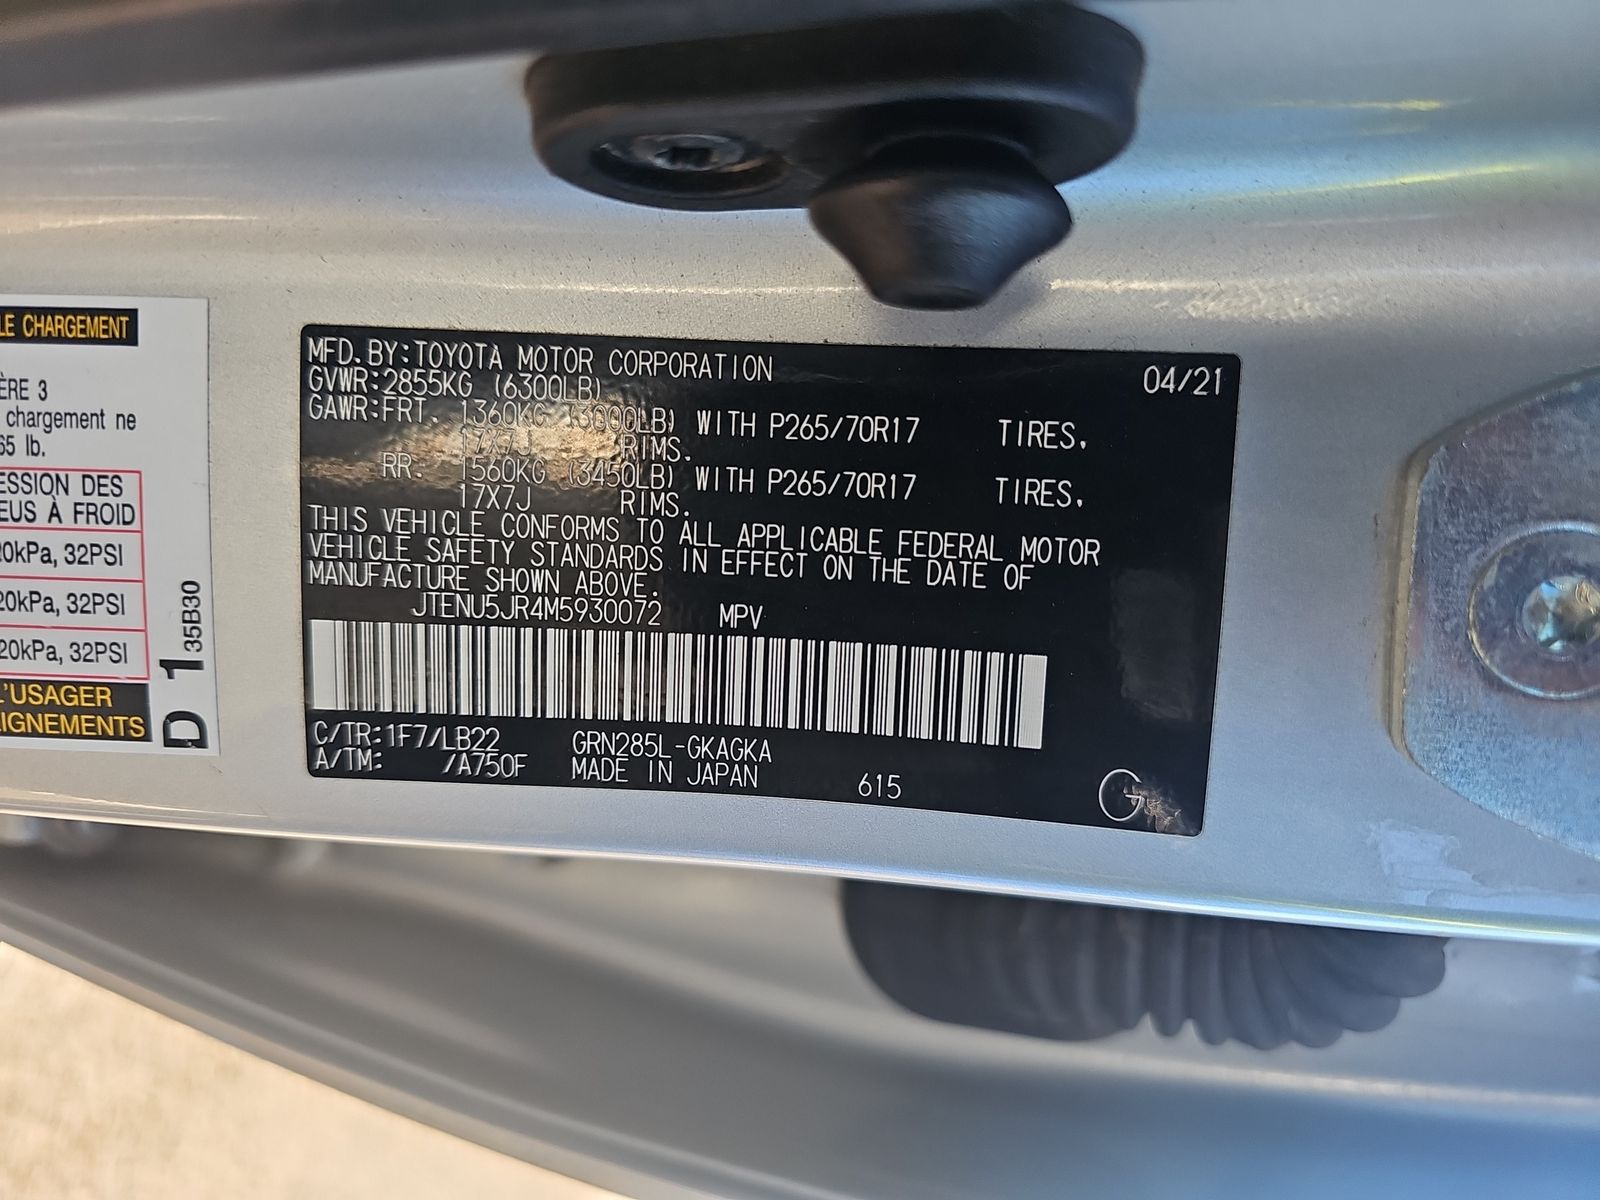 LE CHARGEMENT
ÈRE 3
chargement ne
65 lb.
ESSION DES
EUS À FROID
20kPa, 32PSI
20kPa, 32PSI
20kPa, 32PSI
L'USAGER
EIGNEMENTS
D 1 35B30
MFD. BY:TOYOTA MOTOR CORPORATION 04/21
GVWR:2855KG (6300LB)
GAWR:FRT. 1360KG (3000LB) WITH P265/70R17 TIRES,
17X7J RIMS.
RR. 1560KG (3450LB) WITH P265/70R17 TIRES,
17X7J RIMS.
THIS VEHICLE CONFORMS TO ALL APPLICABLE FEDERAL MOTOR
VEHICLE SAFETY STANDARDS IN EFFECT ON THE DATE OF
MANUFACTURE SHOWN ABOVE.
JTENU5JR4M5930072 MPV
C/TR:1F7/LB22 GRN285L-GKAGKA
A/TM: /A750F MADE IN JAPAN 615
G